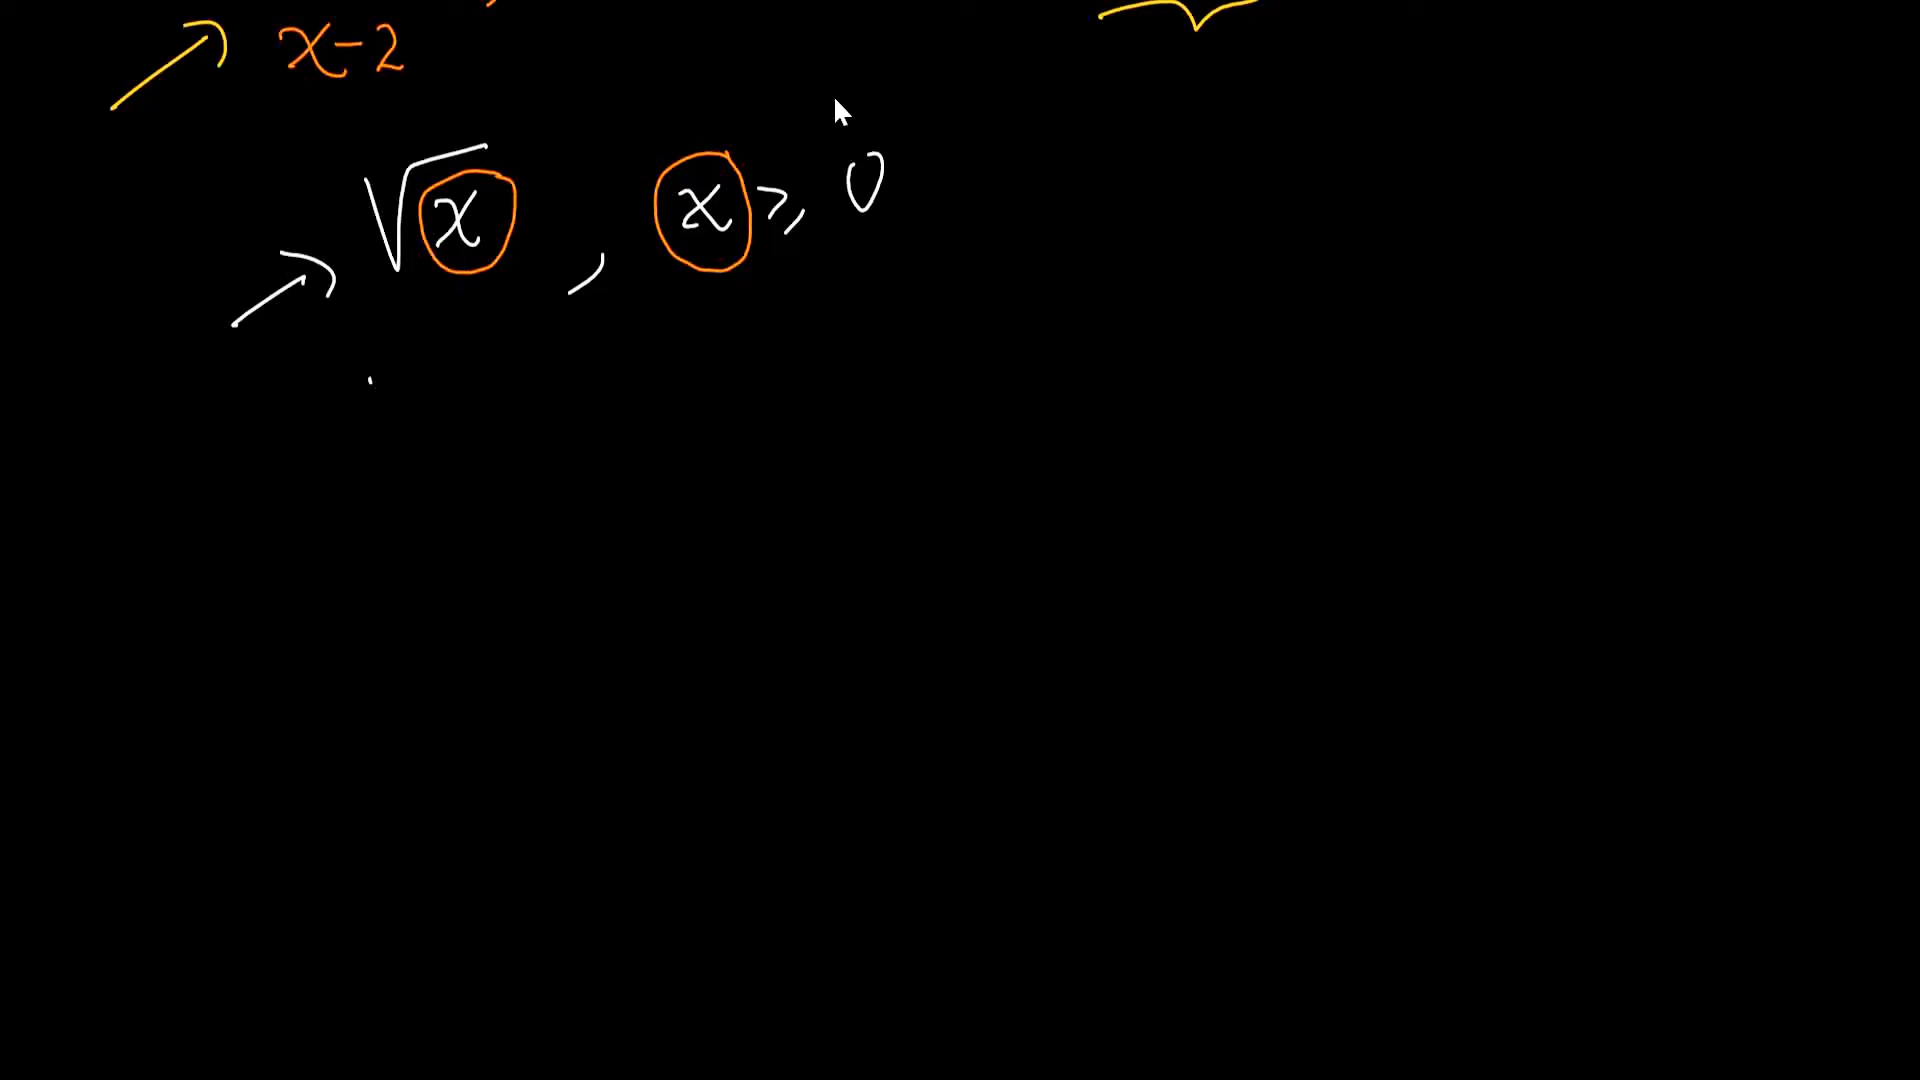 x-2
√x , x ⩾ 0